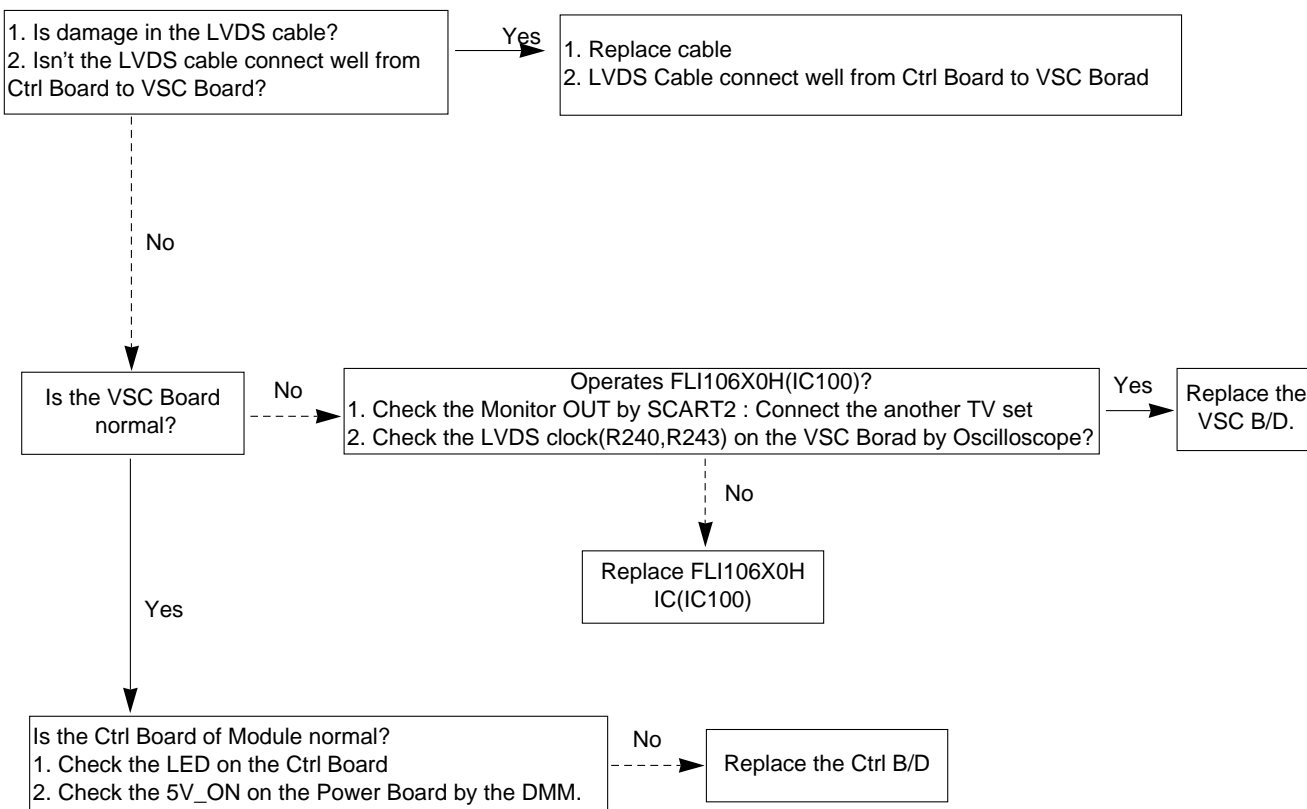 1. Is damage in the LVDS cable?
2. Isn't the LVDS cable connect well from
Ctrl Board to VSC Board?
Yes
1. Replace cable
2. LVDS Cable connect well from Ctrl Board to VSC Borad
No
Is the VSC Board
normal?
No
Operates FLI106X0H(IC100)?
1. Check the Monitor OUT by SCART2 : Connect the another TV set
2. Check the LVDS clock(R240,R243) on the VSC Borad by Oscilloscope?
Yes
Replace the
VSC B/D.
No
Replace FLI106X0H
IC(IC100)
Yes
Is the Ctrl Board of Module normal?
1. Check the LED on the Ctrl Board
2. Check the 5V_ON on the Power Board by the DMM.
No
Replace the Ctrl B/D